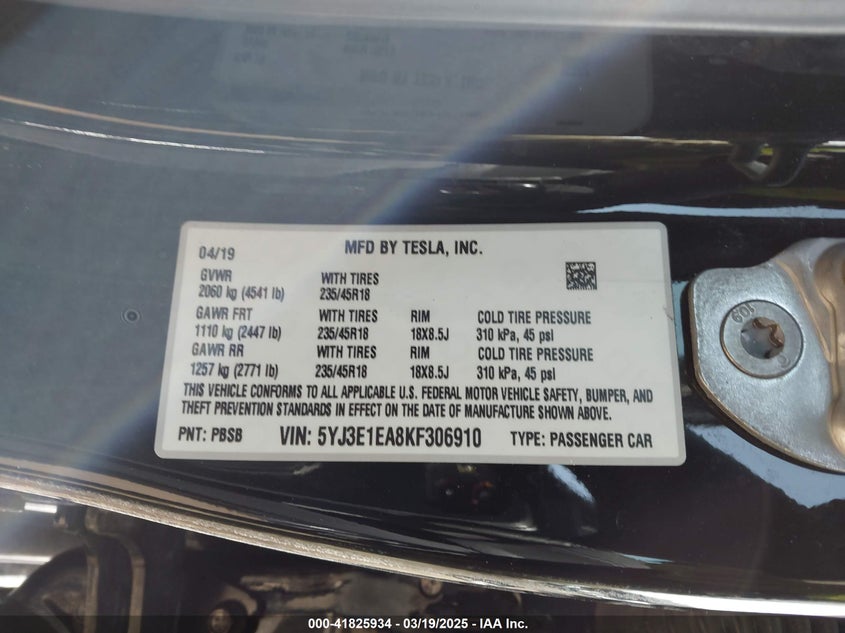 04/19 MFD BY TESLA, INC.
GVWR WITH TIRES
2060 kg (4541 lb) 235/45R18
GAWR FRT WITH TIRES RIM COLD TIRE PRESSURE
1110 kg (2447 lb) 235/45R18 18X8.5J 310 kPa, 45 psi
GAWR RR WITH TIRES RIM COLD TIRE PRESSURE
1257 kg (2771 lb) 235/45R18 18X8.5J 310 kPa, 45 psi
THIS VEHICLE CONFORMS TO ALL APPLICABLE U.S. FEDERAL MOTOR VEHICLE SAFETY, BUMPER, AND
THEFT PREVENTION STANDARDS IN EFFECT ON THE DATE OF MANUFACTURE SHOWN ABOVE.
PNT: PBSB VIN: 5YJ3E1EA8KF306910 TYPE: PASSENGER CAR
000-41825934 - 03/19/2025 - IAA Inc.